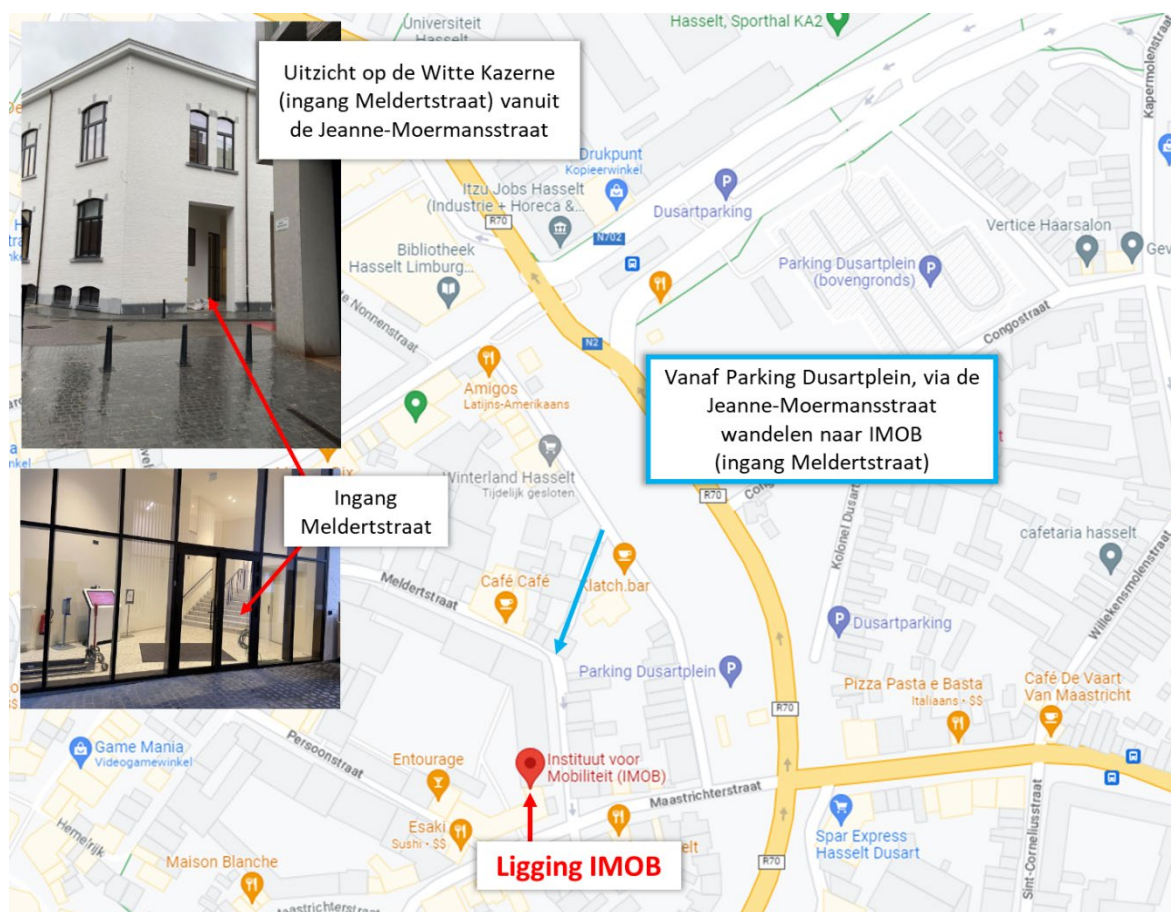 Universiteit
Hasselt
Hasselt, Sporthal KA2
Kapermolenstraat
Uitzicht op de Witte Kazerne
(ingang Meldertstraat) vanuit
de Jeanne-Moermansstraat
Drukpunt
Kopieerwinkel
Itzu Jobs Hasselt
(Industrie + Horeca &...
Dusartparking
R70
N702
Vertice Haarsalon
Gev
Bibliotheek
Hasselt Limburg...
Parking Dusartplein
(bovengronds)
Nonnenstraat
Congostraat
N2
Amigos
Latijns-Amerikaans
Vanaf Parking Dusartplein, via de
Jeanne-Moermansstraat
wandelen naar IMOB
(ingang Meldertstraat)
Winterland Hasselt
Tijdelijk gesloten
R70
Ingang
Meldertstraat
Kolonel Dusart
cafetaria hasselt
Willekensmolenstraat
Meldertstraat
Café Café
Klatch.bar
Dusartparking
Parking Dusartplein
Pizza Pasta e Basta
Italiaans · $$
Café De Vaart
Van Maastricht
R70
Persoonstraat
Game Mania
Videogamewinkel
Entourage
Instituut voor
Mobiliteit (IMOB)
Maastrichterstraat
Esaki
Sushi · $$
Spar Express
Hasselt Dusart
Sint-Corneliusstraat
Hemelrijk
Maison Blanche
Ligging IMOB
R70
Maastrichterstraat